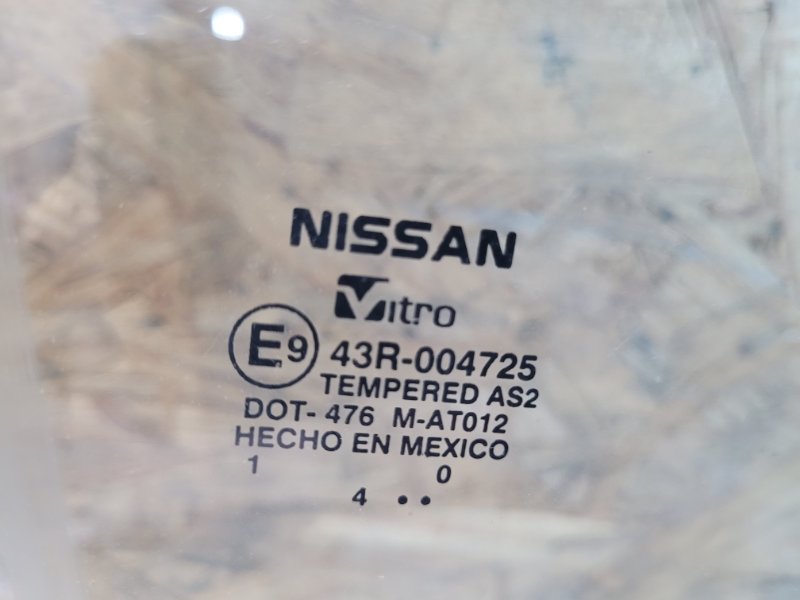 NISSAN
Vitro
E9 43R-004725
TEMPERED AS2
DOT- 476 M-AT012
HECHO EN MEXICO
1 0
4 ••